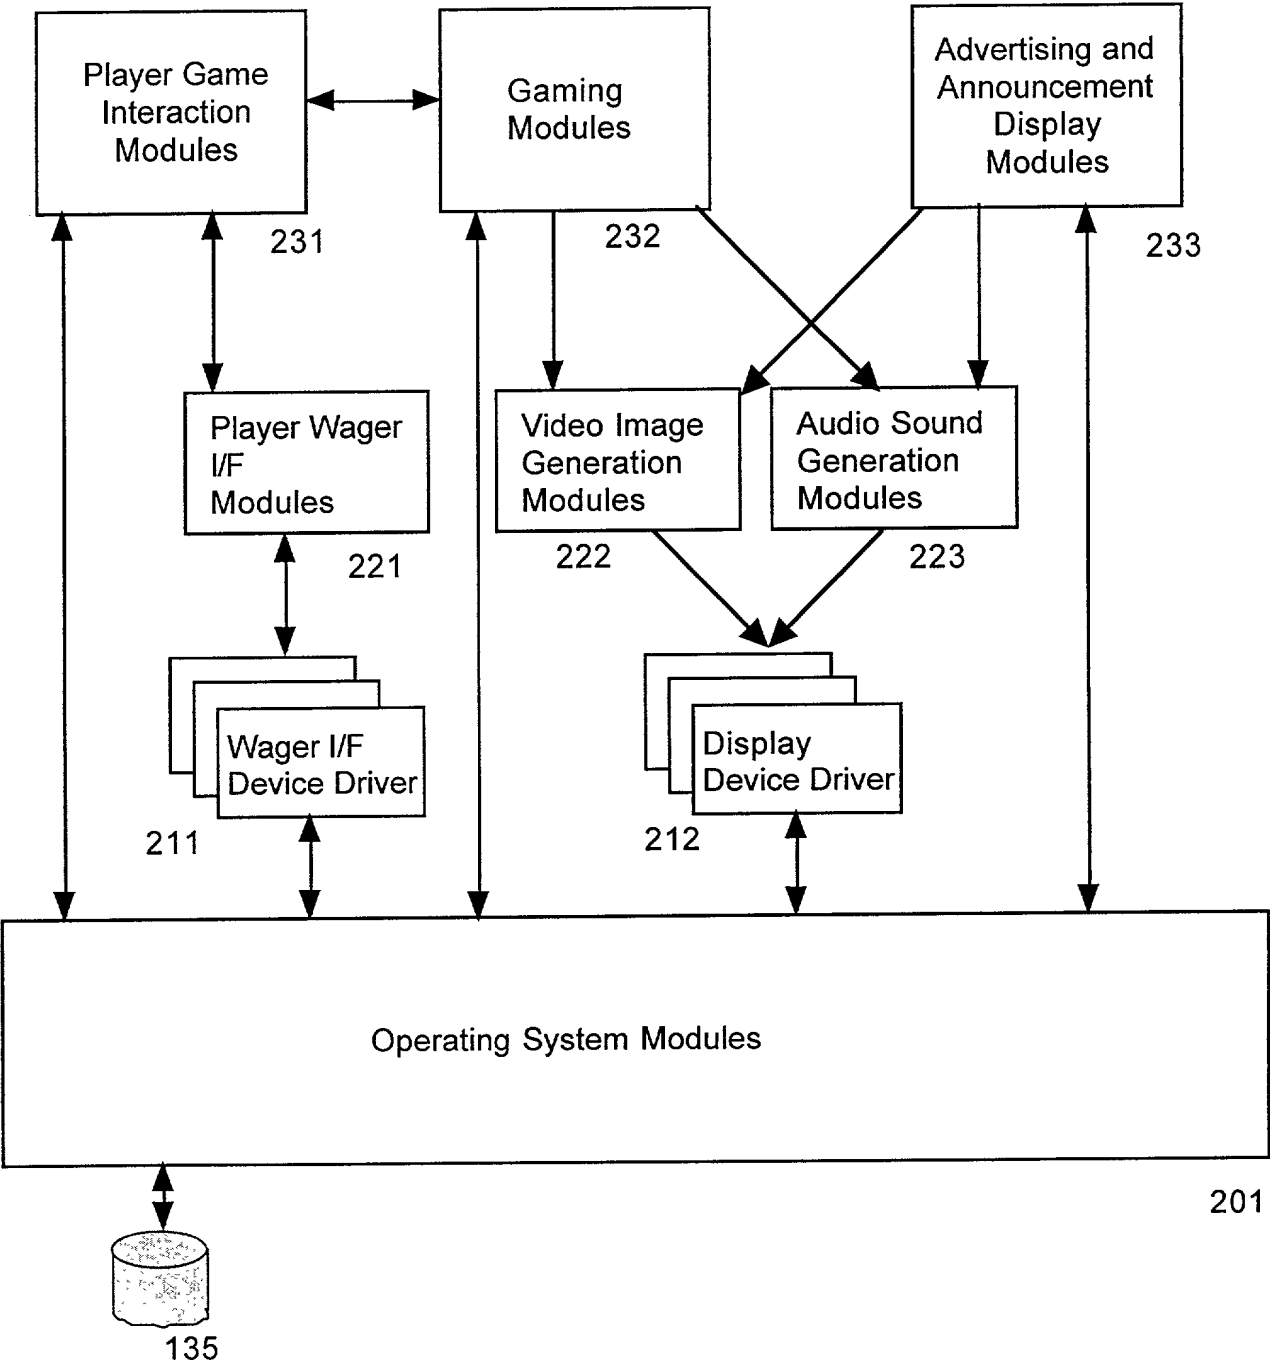 Player Game
Interaction
Modules
231
Gaming
Modules
232
Advertising and
Announcement
Display
Modules
233
Player Wager
I/F
Modules
221
Video Image
Generation
Modules
222
Audio Sound
Generation
Modules
223
Wager I/F
Device Driver
211
Display
Device Driver
212
Operating System Modules
201
135